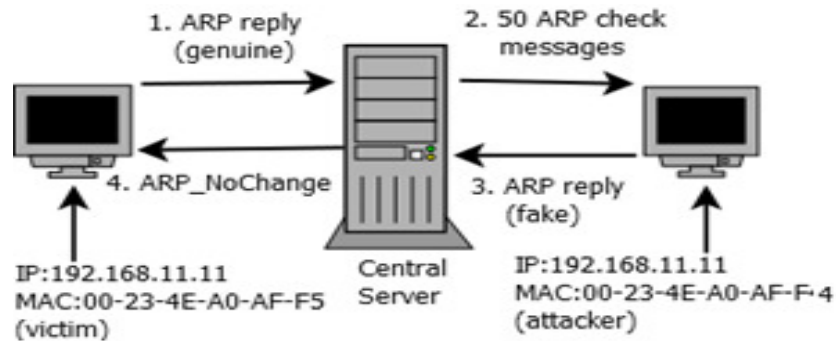 1. ARP reply
(genuine)
2. 50 ARP check
messages
4. ARP_NoChange
3. ARP reply
(fake)
IP:192.168.11.11
MAC:00-23-4E-A0-AF-F5
(victim)
Central
Server
IP:192.168.11.11
MAC:00-23-4E-A0-AF-F4
(attacker)